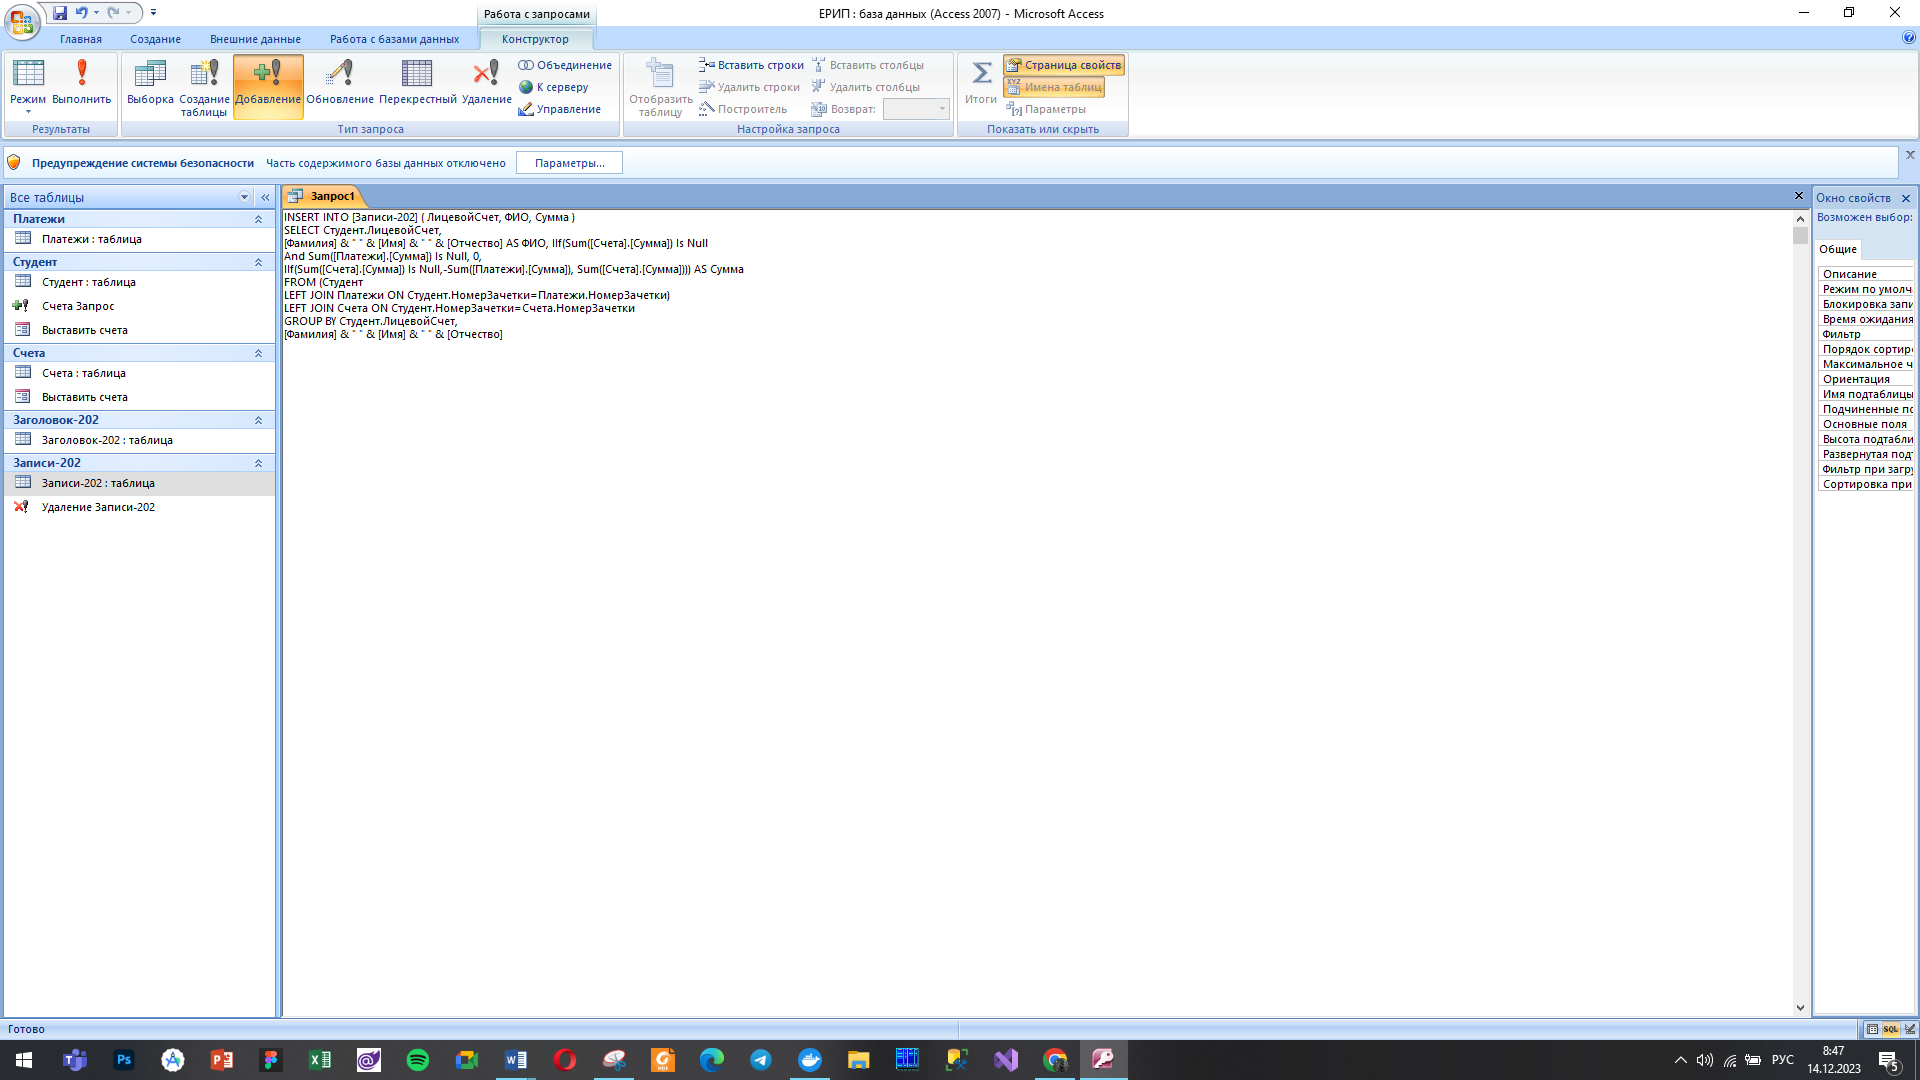 Работа с запросами
ЕРИП : база данных (Access 2007) - Microsoft Access
Главная
Создание
Внешние данные
Работа с базами данных
Конструктор
Режим
Выполнить
Результаты
Выборка
Создание таблицы
Добавление
Обновление
Перекрестный
Удаление
Объединение
К серверу
Управление
Тип запроса
Отобразить таблицу
Вставить строки
Удалить строки
Построитель
Вставить столбцы
Удалить столбцы
Возврат:
Настройка запроса
Итоги
Страница свойств
Имена таблиц
Параметры
Показать или скрыть
Предупреждение системы безопасности
Часть содержимого базы данных отключено
Параметры...
Все таблицы
Платежи
Платежи : таблица
Студент
Студент : таблица
Счета Запрос
Выставить счета
Счета
Счета : таблица
Выставить счета
Заголовок-202
Заголовок-202 : таблица
Записи-202
Записи-202 : таблица
Удаление Записи-202
Запрос1
INSERT INTO [Записи-202] ( ЛицевойСчет, ФИО, Сумма )
SELECT Студент.ЛицевойСчет,
[Фамилия] & " " & [Имя] & " " & [Отчество] AS ФИО, IIf(Sum([Счета].[Сумма]) Is Null
And Sum([Платежи].[Сумма]) Is Null, 0,
IIf(Sum([Счета].[Сумма]) Is Null,-Sum([Платежи].[Сумма]), Sum([Счета].[Сумма]))) AS Сумма
FROM (Студент
LEFT JOIN Платежи ON Студент.НомерЗачетки=Платежи.НомерЗачетки)
LEFT JOIN Счета ON Студент.НомерЗачетки=Счета.НомерЗачетки
GROUP BY Студент.ЛицевойСчет,
[Фамилия] & " " & [Имя] & " " & [Отчество]
Окно свойств
Возможен выбор:
Общие
Описание
Режим по умолч
Блокировка запи
Время ожидания
Фильтр
Порядок сортир
Максимальное ч
Ориентация
Имя подтаблицы
Подчиненные по
Основные поля
Высота подтабли
Развернутая под
Фильтр при загру
Сортировка при
Готово
SQL
РУС
8:47
14.12.2023
5